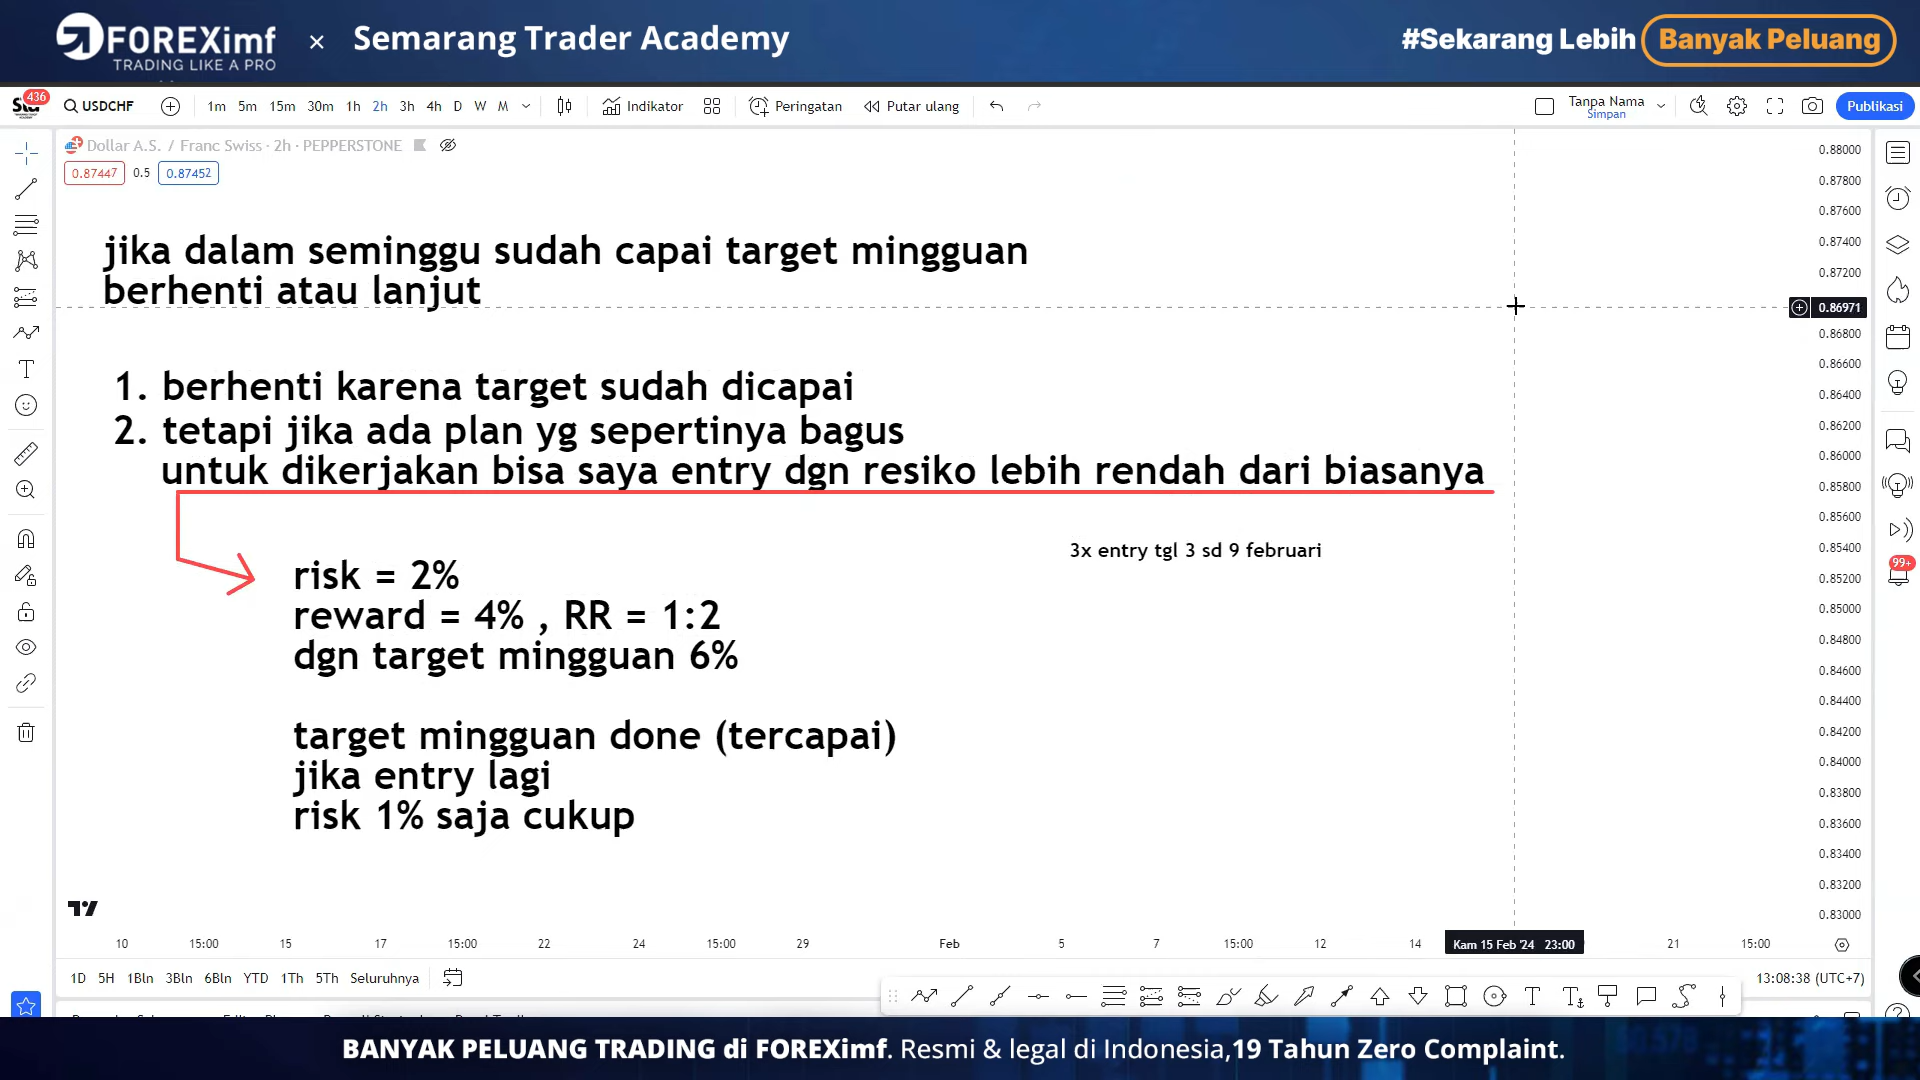 FOREXimf
TRADING LIKE A PRO
×
Semarang Trader Academy
#Sekarang Lebih Banyak Peluang
436
USDCHF
1m 5m 15m 30m 1h 2h 3h 4h D W M
Indikator
Peringatan
Putar ulang
Tanpa Nama
Simpan
Publikasi
Dollar A.S. / Franc Swiss · 2h · PEPPERSTONE
0.87447 0.5 0.87452
jika dalam seminggu sudah capai target mingguan
berhenti atau lanjut
1. berhenti karena target sudah dicapai
2. tetapi jika ada plan yg sepertinya bagus
untuk dikerjakan bisa saya entry dgn resiko lebih rendah dari biasanya
3x entry tgl 3 sd 9 februari
risk = 2%
reward = 4% , RR = 1:2
dgn target mingguan 6%
target mingguan done (tercapai)
jika entry lagi
risk 1% saja cukup
0.88000
0.87800
0.87600
0.87400
0.87200
0.86971
0.86800
0.86600
0.86400
0.86200
0.86000
0.85800
0.85600
0.85400
0.85200
0.85000
0.84800
0.84600
0.84400
0.84200
0.84000
0.83800
0.83600
0.83400
0.83200
0.83000
99+
10 15:00 15 17 15:00 22 24 15:00 29 Feb 5 7 15:00 12 14 Kam 15 Feb '24 23:00 21 15:00
1D 5H 1Bln 3Bln 6Bln YTD 1Th 5Th Seluruhnya
13:08:38 (UTC+7)
BANYAK PELUANG TRADING di FOREXimf. Resmi & legal di Indonesia,19 Tahun Zero Complaint.